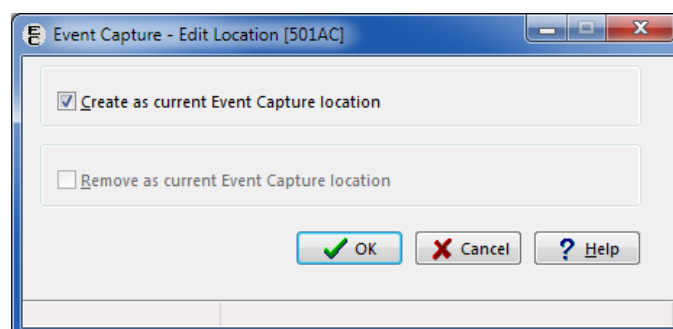 Event Capture - Edit Location [501AC]
Create as current Event Capture location
Remove as current Event Capture location
OK Cancel ? Help